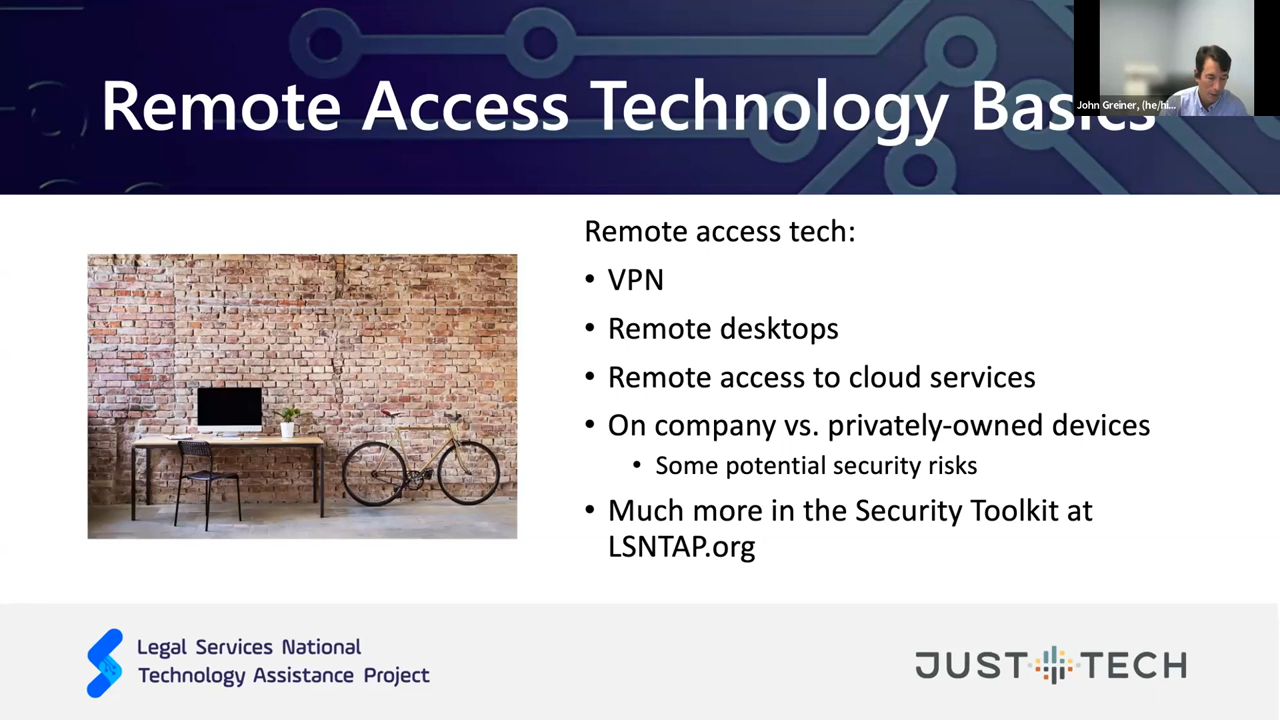 Remote Access Technology Basics
John Greiner, (he/hi...
Remote access tech:
• VPN
• Remote desktops
• Remote access to cloud services
• On company vs. privately-owned devices
• Some potential security risks
• Much more in the Security Toolkit at
LSNTAP.org
Legal Services National
Technology Assistance Project
JUST TECH